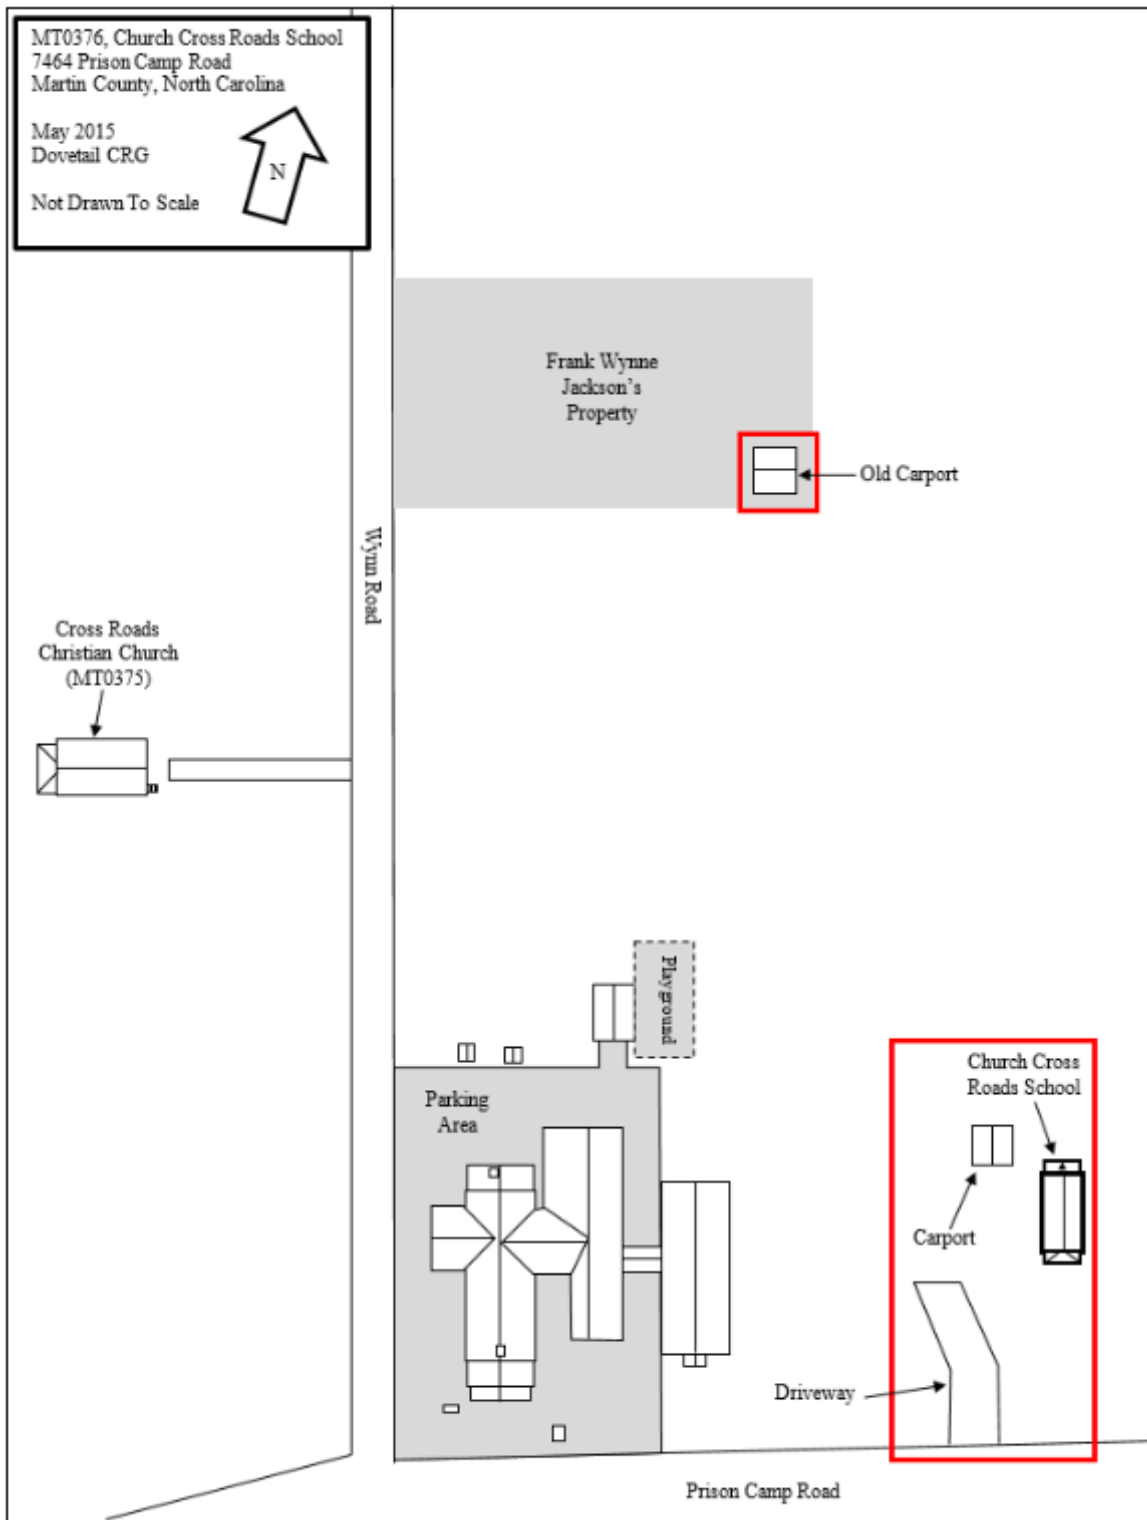 MT0376, Church Cross Roads School
7464 Prison Camp Road
Martin County, North Carolina
May 2015
Dovetail CRG
Not Drawn To Scale
N
Frank Wynne
Jackson's
Property
Old Carport
Wynn Road
Cross Roads
Christian Church
(MT0375)
Playground
Parking
Area
Church Cross
Roads School
Carport
Driveway
Prison Camp Road